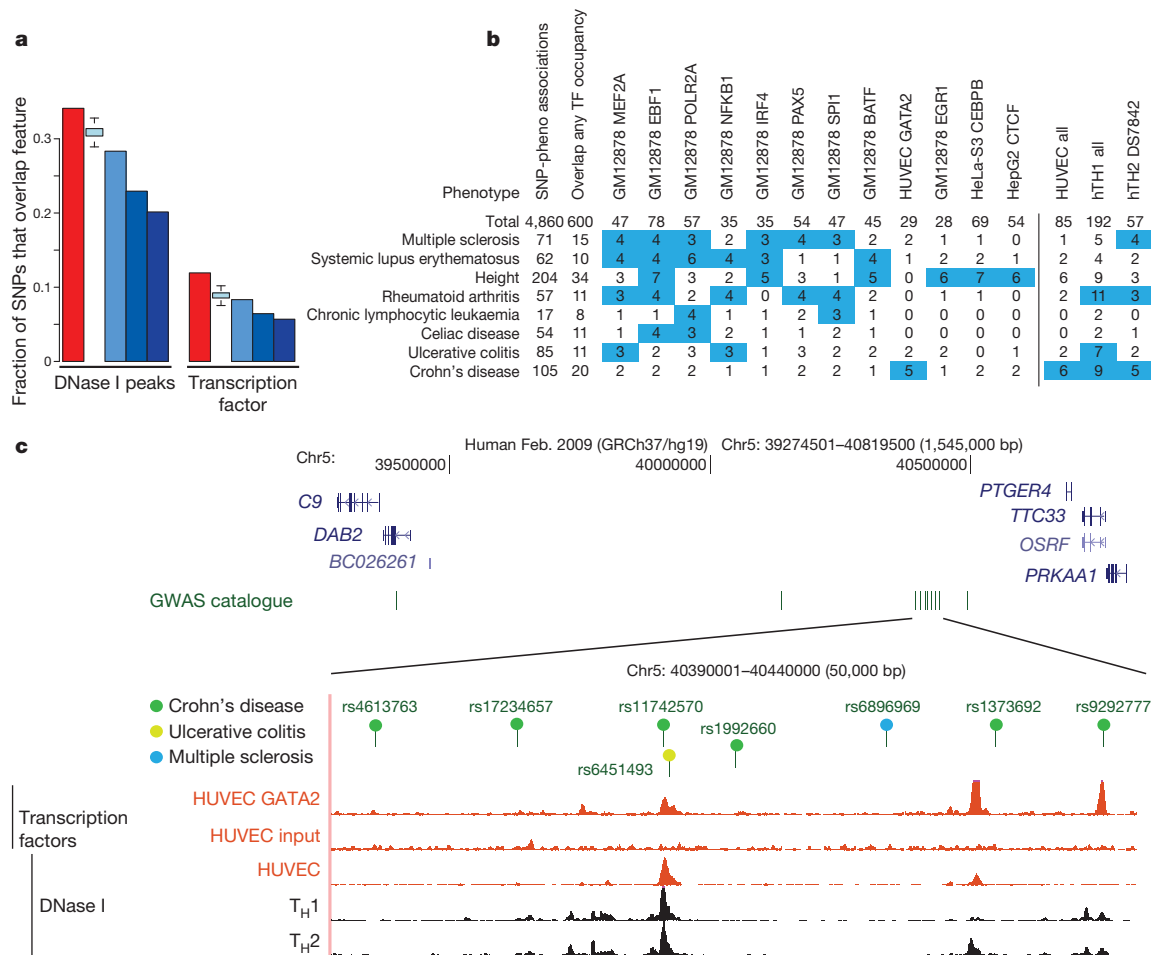 a
Fraction of SNPs that overlap feature
0.3
0.2
0.1
0
DNase I peaks
Transcription
factor
b
Phenotype
SNP-pheno associations
Overlap any TF occupancy
GM12878 MEF2A
GM12878 EBF1
GM12878 POLR2A
GM12878 NFKB1
GM12878 IRF4
GM12878 PAX5
GM12878 SPI1
GM12878 BATF
HUVEC GATA2
GM12878 EGR1
HeLa-S3 CEBPB
HepG2 CTCF
HUVEC all
hTH1 all
hTH2 DS7842
Total 4,860 600 47 78 57 35 35 54 47 45 29 28 69 54 85 192 57
Multiple sclerosis 71 15 4 4 3 2 3 4 3 2 2 1 1 0 1 5 4
Systemic lupus erythematosus 62 10 4 4 6 4 3 1 1 4 1 2 2 1 2 4 2
Height 204 34 3 7 3 2 5 3 1 5 0 6 7 6 6 9 3
Rheumatoid arthritis 57 11 3 4 2 4 0 4 4 2 0 1 1 0 2 11 3
Chronic lymphocytic leukaemia 17 8 1 1 4 1 1 2 3 1 0 0 0 0 0 2 0
Celiac disease 54 11 1 4 3 2 1 1 2 1 0 0 0 0 0 2 1
Ulcerative colitis 85 11 3 2 3 3 1 3 2 2 2 2 0 1 2 7 2
Crohn's disease 105 20 2 2 2 1 1 2 2 1 5 1 2 2 6 9 5
c
Human Feb. 2009 (GRCh37/hg19) Chr5: 39274501–40819500 (1,545,000 bp)
Chr5: 39500000 40000000 40500000
C9
DAB2
BC026261
PTGER4
TTC33
OSRF
PRKAA1
GWAS catalogue
Chr5: 40390001–40440000 (50,000 bp)
Crohn's disease
Ulcerative colitis
Multiple sclerosis
rs4613763 rs17234657 rs11742570 rs6896969 rs1373692 rs9292777
rs1992660
rs6451493
Transcription
factors
HUVEC GATA2
HUVEC input
DNase I
HUVEC
TH1
TH2